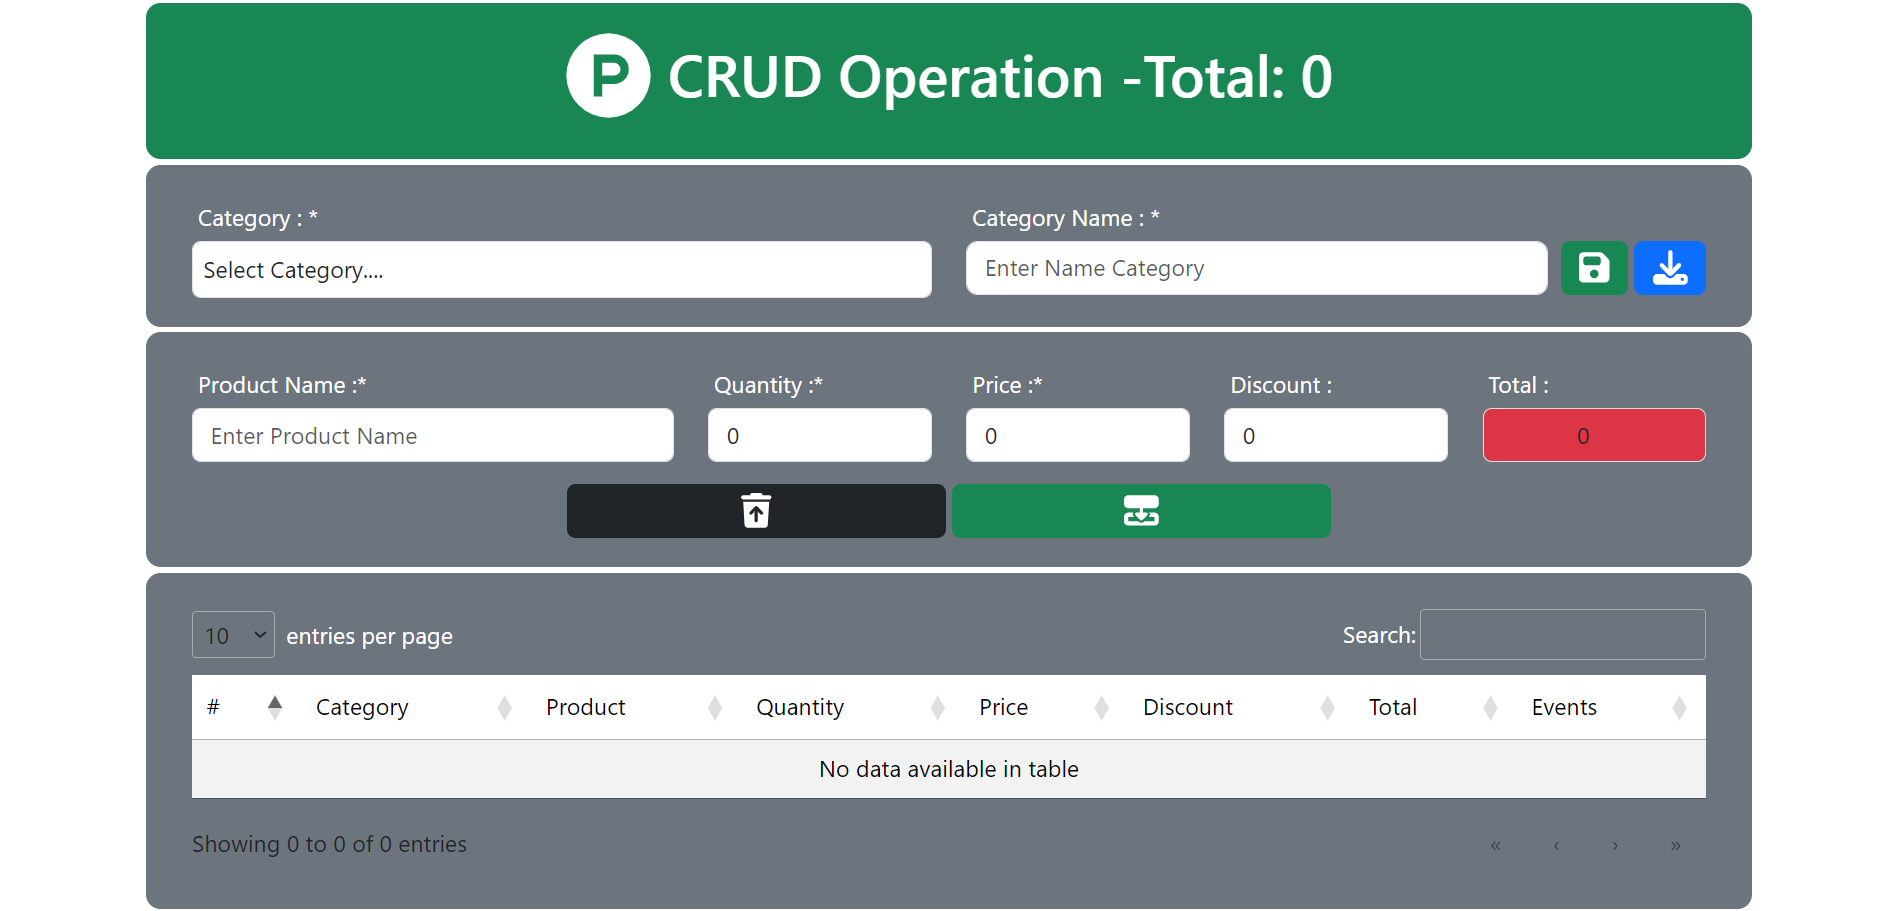 P CRUD Operation -Total: 0
Category : *
Category Name : *
Select Category....
Enter Name Category
Product Name :*
Quantity :*
Price :*
Discount :
Total :
Enter Product Name
0
0
0
0
10
entries per page
Search:
# Category Product Quantity Price Discount Total Events
No data available in table
Showing 0 to 0 of 0 entries
« ‹ › »